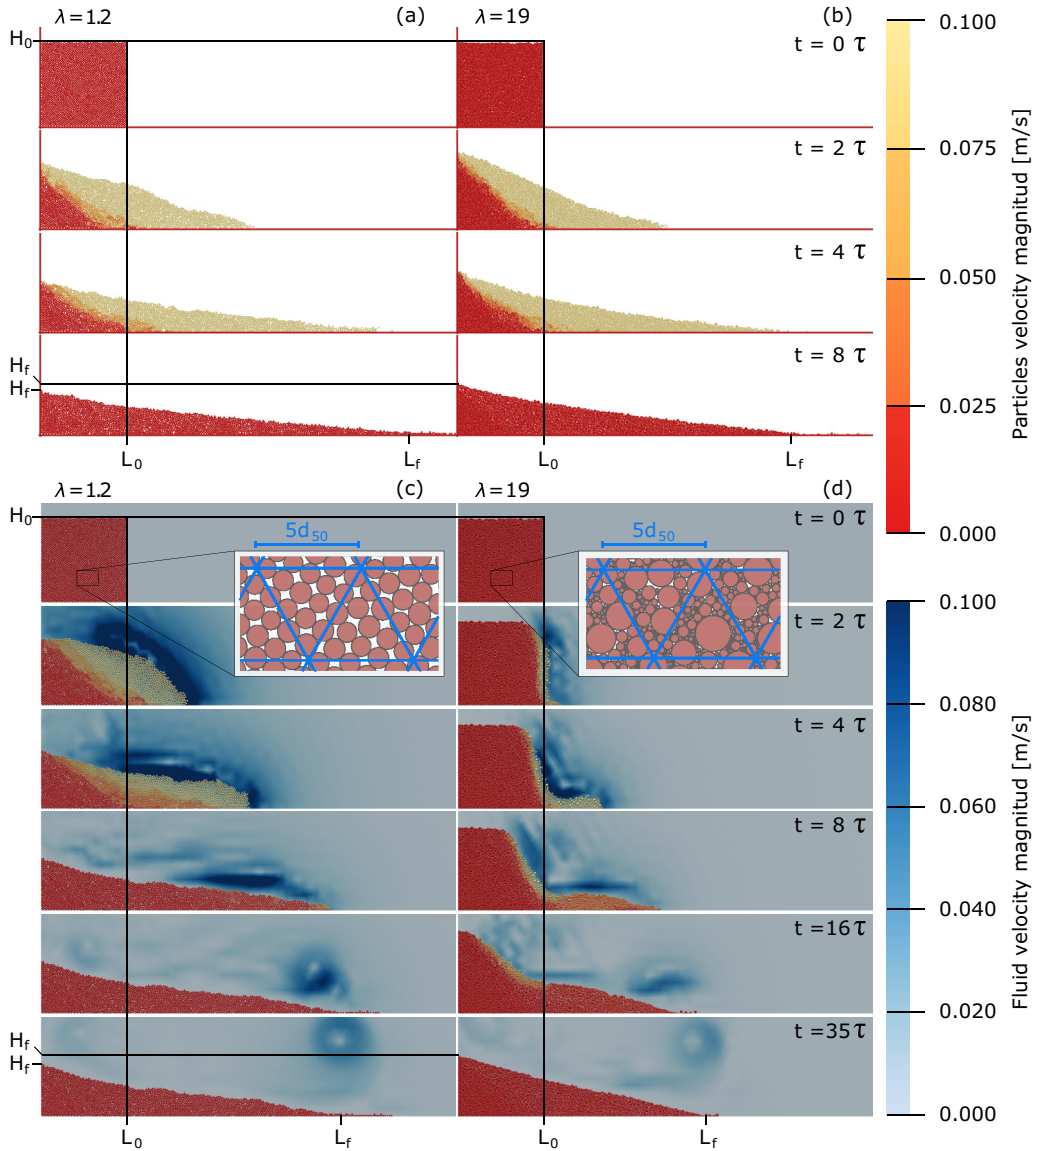 λ = 1.2
(a)
λ = 19
(b)
H0
t = 0 τ
t = 2 τ
t = 4 τ
t = 8 τ
Hf
Hf
L0
Lf
L0
Lf
0.100
0.075
0.050
0.025
0.000
Particles velocity magnitud [m/s]
λ = 1.2
(c)
λ = 19
(d)
H0
5d50
5d50
t = 0 τ
t = 2 τ
t = 4 τ
t = 8 τ
t =16 τ
t =35 τ
Hf
Hf
L0
Lf
L0
Lf
0.100
0.080
0.060
0.040
0.020
0.000
Fluid velocity magnitud [m/s]